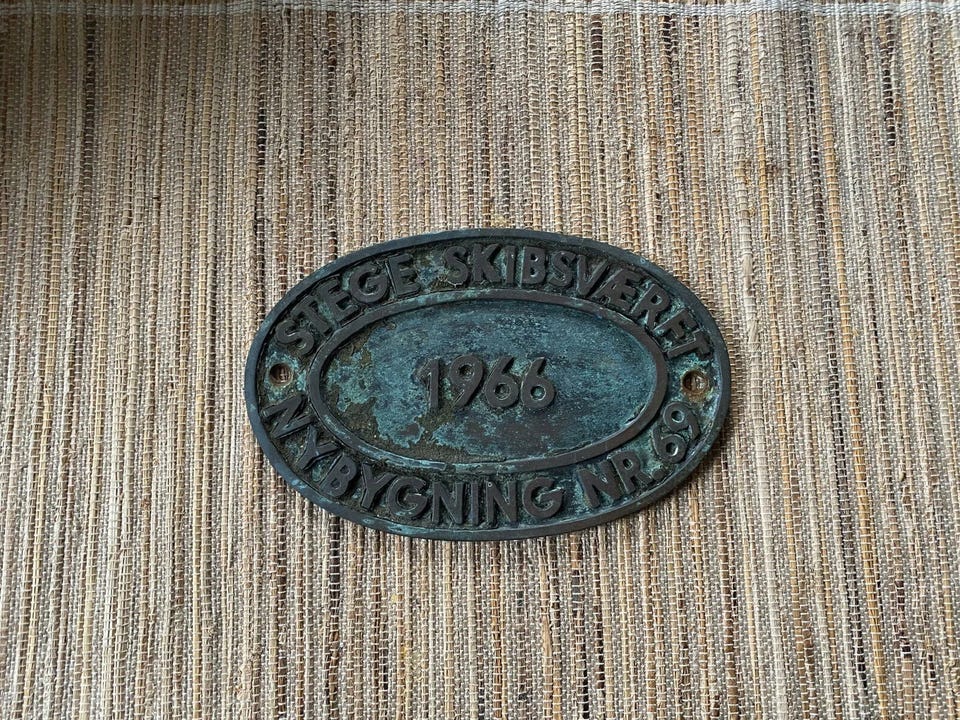 STEGE SKIBSVÆRFT
1966
NYBYGNING NR. 69